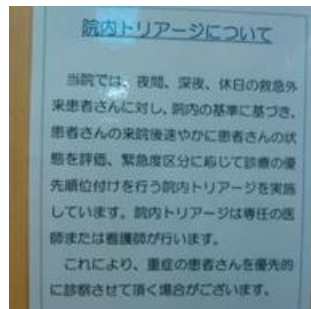 院内トリアージについて
当院では、夜間、深夜、休日の救急外
来患者さんに対し、院内の基準に基づき、
患者さんの来院後速やかに患者さんの状
態を評価、緊急度区分に応じて診療の優
先順位付けを行う院内トリアージを実施
しています。院内トリアージは専任の医
師または看護師が行います。
これにより、重症の患者さんを優先的
に診察させて頂く場合がございます。